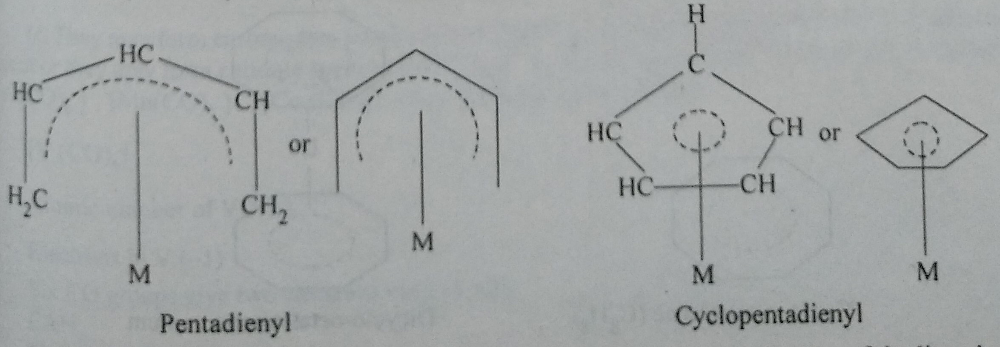 H
HC
C
HC
CH
HC
CH
or
or
H₂C
CH₂
HC
CH
M
M
M
M
Pentadienyl
Cyclopentadienyl